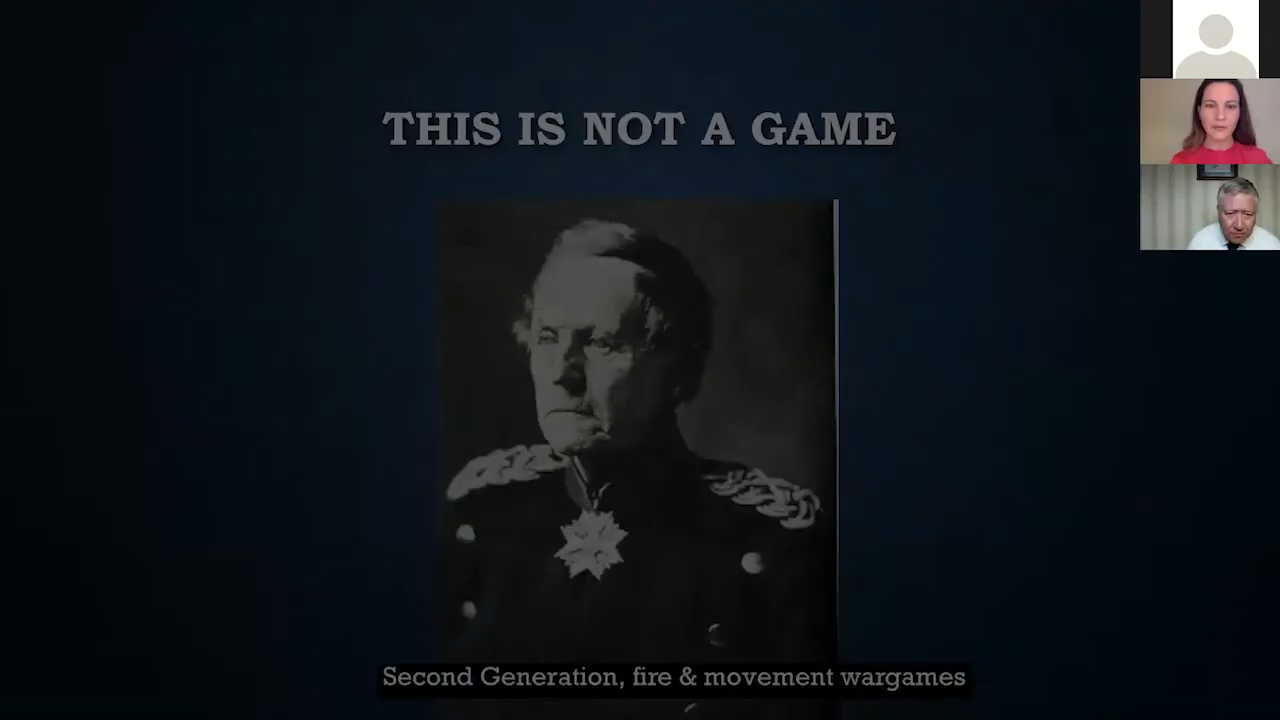 THIS IS NOT A GAME
Second Generation, fire & movement wargames